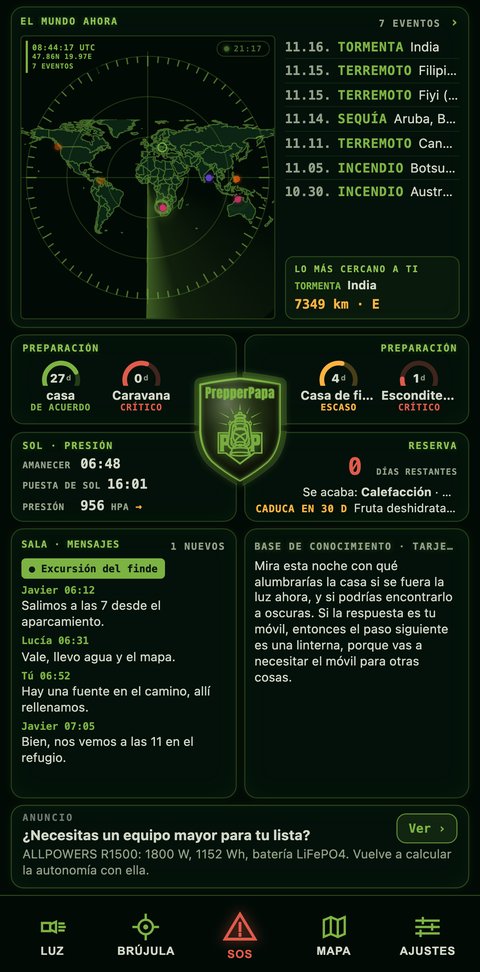 EL MUNDO AHORA
7 EVENTOS ›
08:44:17 UTC
47.86N 19.97E
7 EVENTOS
21:17
11.16. TORMENTA India
11.15. TERREMOTO Filipi…
11.15. TERREMOTO Fiyi (…
11.14. SEQUÍA Aruba, B…
11.11. TERREMOTO Can…
11.05. INCENDIO Botsu…
10.30. INCENDIO Austr…
LO MÁS CERCANO A TI
TORMENTA India
7349 km · E
PREPARACIÓN
27d
casa
DE ACUERDO
0d
Caravana
CRÍTICO
PREPARACIÓN
4d
Casa de fi…
ESCASO
1d
Escondite…
CRÍTICO
PrepperPapa
P P
SOL · PRESIÓN
AMANECER 06:48
PUESTA DE SOL 16:01
PRESIÓN 956 HPA →
RESERVA
0 DÍAS RESTANTES
Se acaba: Calefacción · …
CADUCA EN 30 D Fruta deshidrata…
SALA · MENSAJES
1 NUEVOS
Excursión del finde
Javier 06:12
Salimos a las 7 desde el
aparcamiento.
Lucía 06:31
Vale, llevo agua y el mapa.
Tú 06:52
Hay una fuente en el camino, allí
rellenamos.
Javier 07:05
Bien, nos vemos a las 11 en el
refugio.
BASE DE CONOCIMIENTO · TARJE…
Mira esta noche con qué
alumbrarías la casa si se fuera la
luz ahora, y si podrías encontrarlo
a oscuras. Si la respuesta es tu
móvil, entonces el paso siguiente
es una linterna, porque vas a
necesitar el móvil para otras
cosas.
ANUNCIO
¿Necesitas un equipo mayor para tu lista?
ALLPOWERS R1500: 1800 W, 1152 Wh, batería LiFePO4. Vuelve a calcular
la autonomía con ella.
Ver ›
LUZ
BRÚJULA
SOS
MAPA
AJUSTES